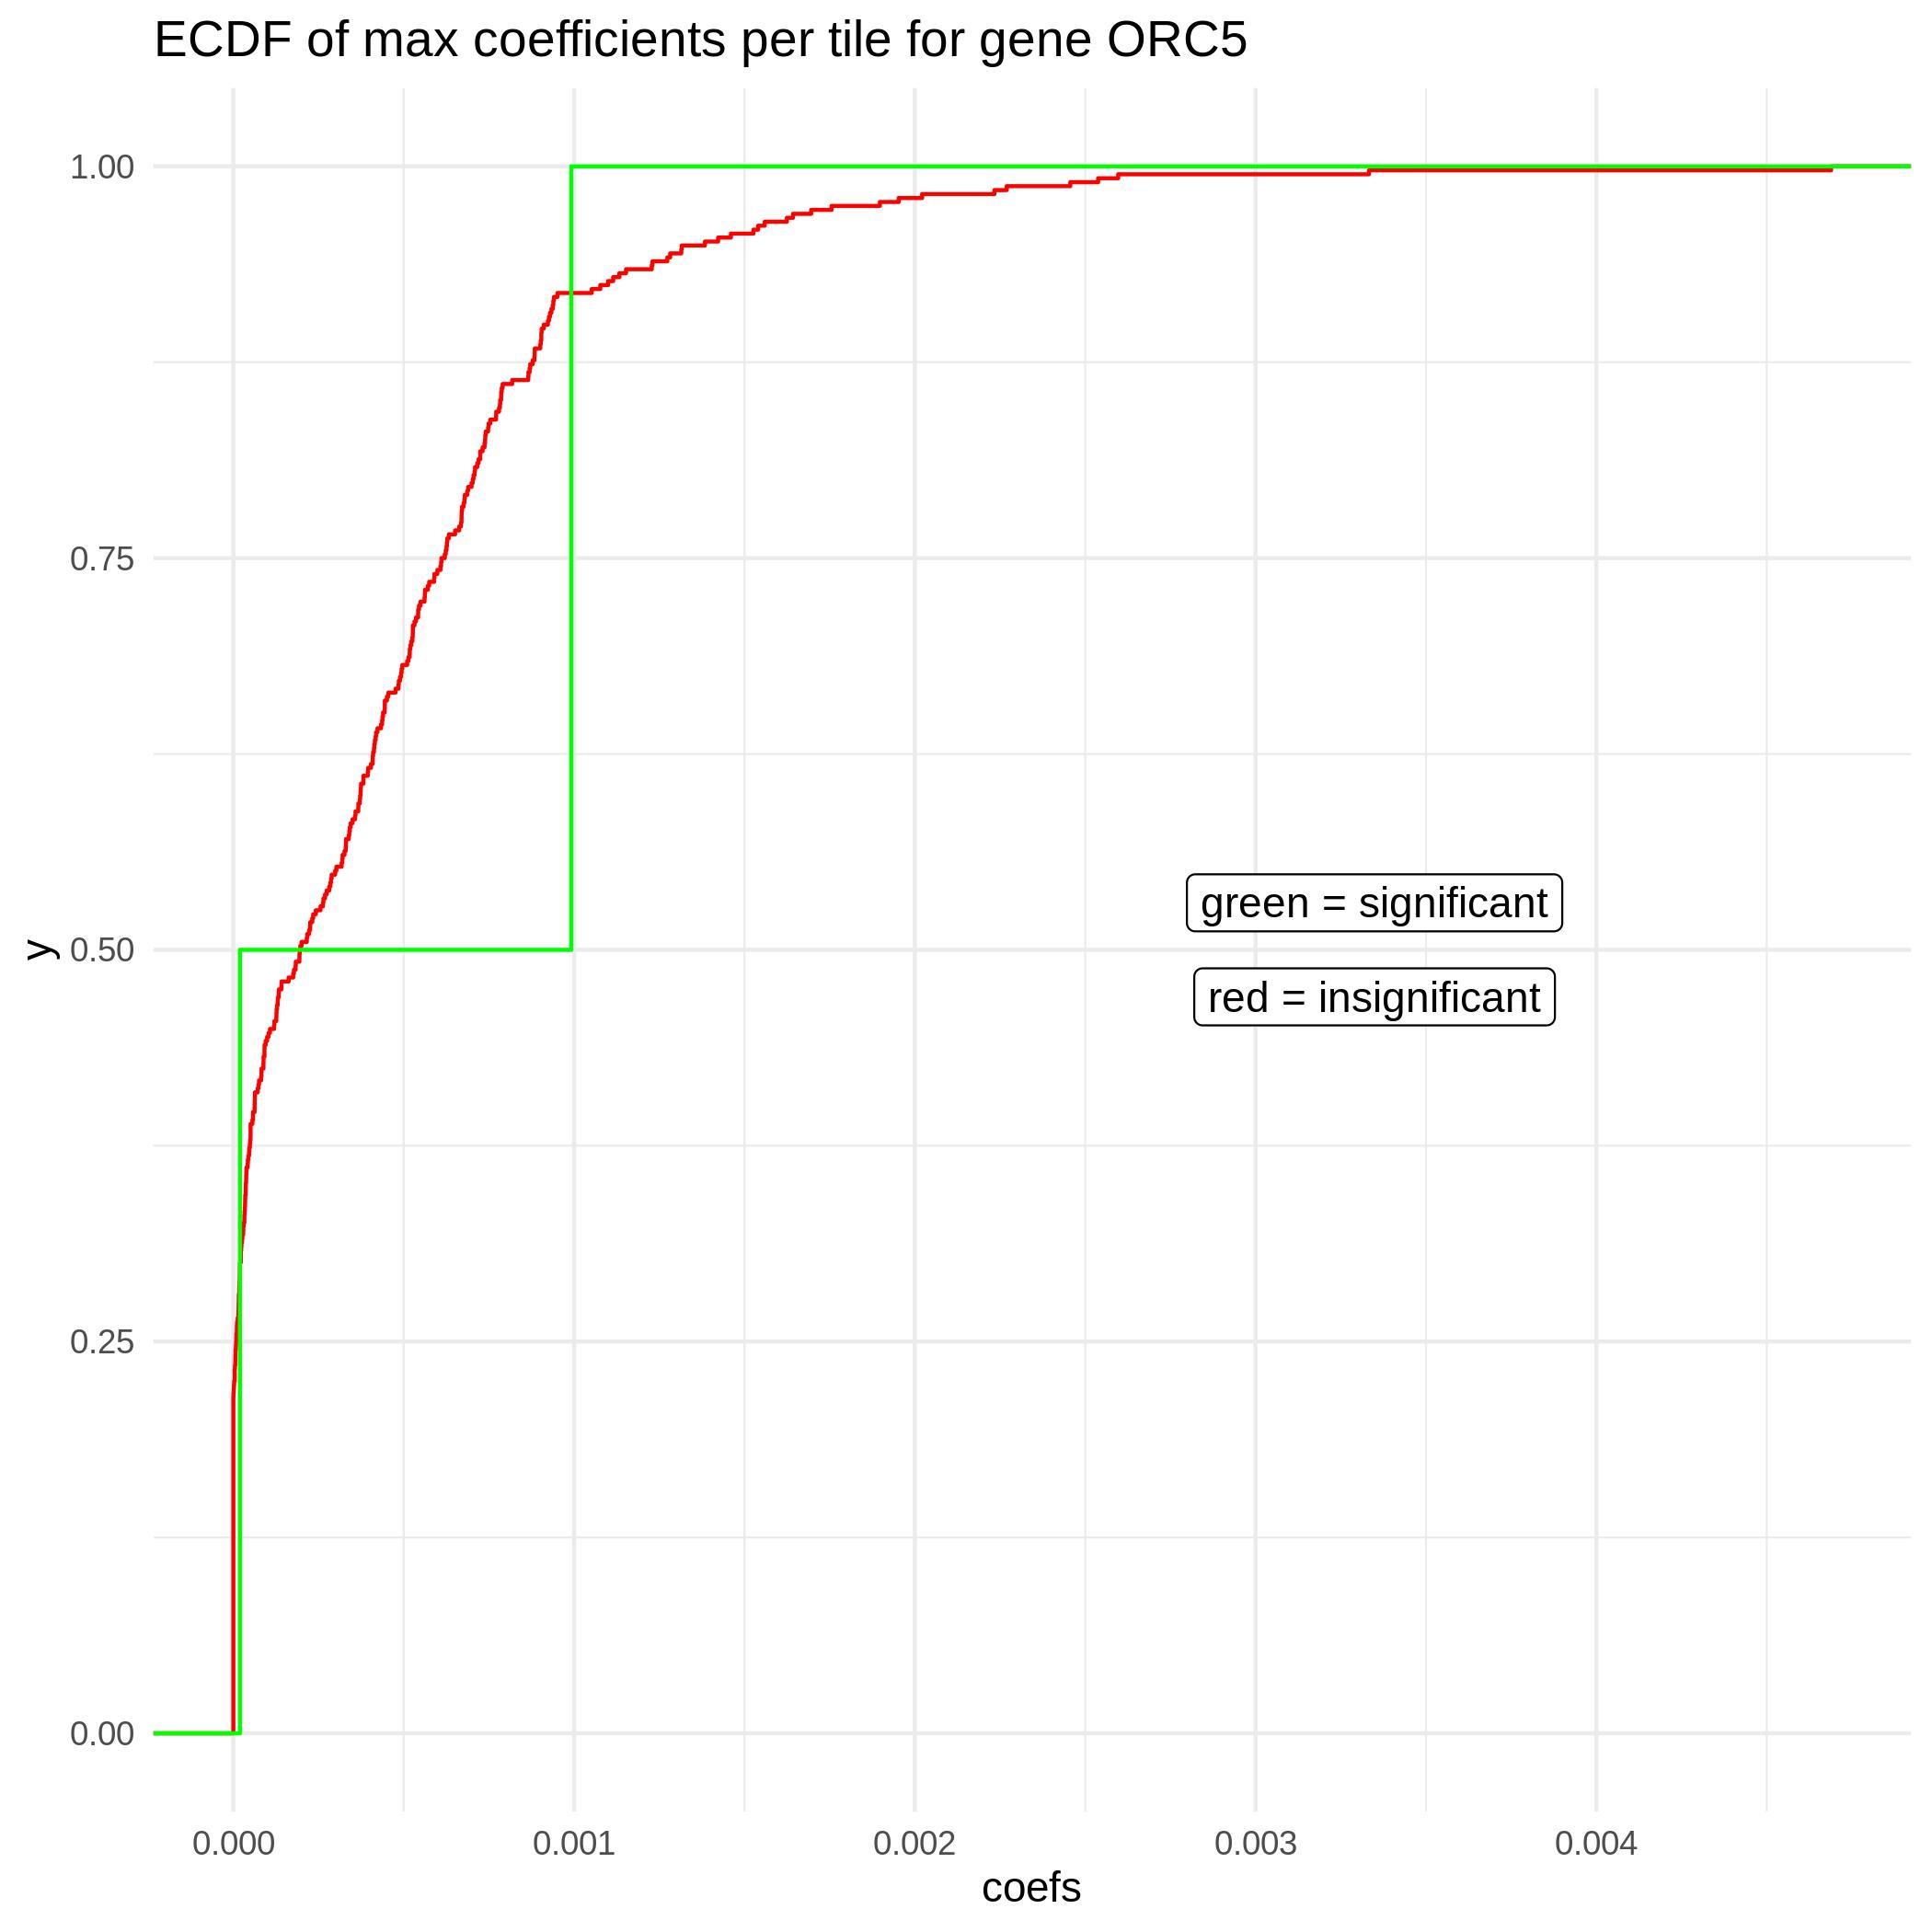 ECDF of max coefficients per tile for gene ORC5
1.00
0.75
0.50
0.25
0.00
y
green = significant
red = insignificant
0.000 0.001 0.002 0.003 0.004
coefs